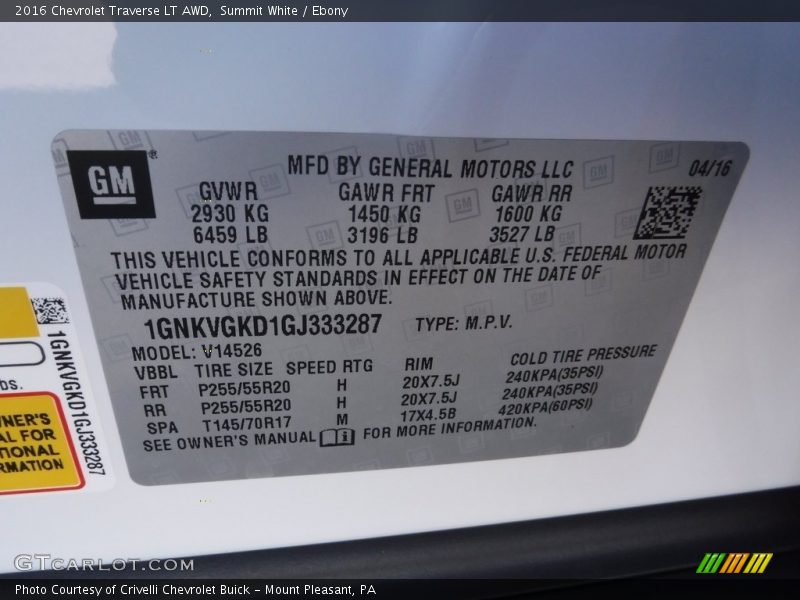 2016 Chevrolet Traverse LT AWD,  Summit White / Ebony
GM®
MFD BY GENERAL MOTORS LLC 04/16
GVWR GAWR FRT GAWR RR
2930 KG 1450 KG 1600 KG
6459 LB 3196 LB 3527 LB
THIS VEHICLE CONFORMS TO ALL APPLICABLE U.S. FEDERAL MOTOR
VEHICLE SAFETY STANDARDS IN EFFECT ON THE DATE OF
MANUFACTURE SHOWN ABOVE.
1GNKVGKD1GJ333287 TYPE: M.P.V.
MODEL: V14526
VBBL TIRE SIZE SPEED RTG RIM COLD TIRE PRESSURE
FRT P255/55R20 H 20X7.5J 240KPA(35PSI)
RR P255/55R20 H 20X7.5J 240KPA(35PSI)
SPA T145/70R17 M 17X4.5B 420KPA(60PSI)
SEE OWNER'S MANUAL FOR MORE INFORMATION.
1GNKVGKD1GJ333287
GTCARLOT.COM
Photo Courtesy of Crivelli Chevrolet Buick - Mount Pleasant, PA